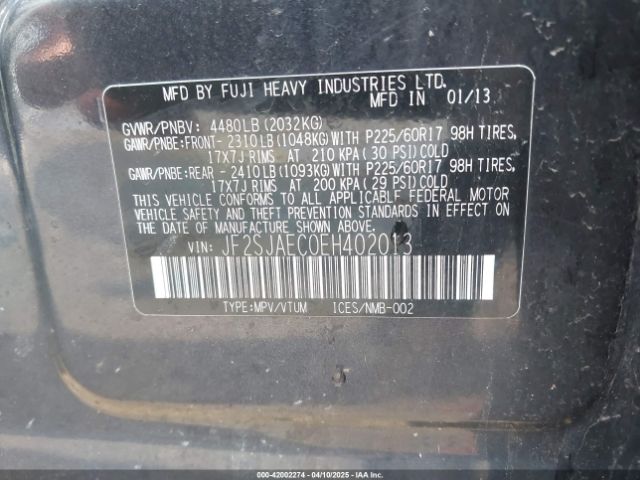 MFD BY FUJI HEAVY INDUSTRIES LTD.
MFD IN 01/13
GVWR/PNBV: 4480LB(2032KG)
GAWR/PNBE:FRONT-2310LB(1048KG)WITH P225/60R17 98H TIRES,
17X7J RIMS AT 210 KPA(30 PSI)COLD
GAWR/PNBE:REAR -2410LB(1093KG)WITH P225/60R17 98H TIRES,
17X7J RIMS AT 200 KPA(29 PSI)COLD
THIS VEHICLE CONFORMS TO ALL APPLICABLE FEDERAL MOTOR
VEHICLE SAFETY AND THEFT PREVENTION STANDARDS IN EFFECT ON
THE DATE OF MANUFACTURE SHOWN ABOVE.
VIN: JF2SJAEC0EH402013
TYPE:MPV/VTUM ICES/NMB-002
000-42002274 - 04/10/2025 - IAAI.COM